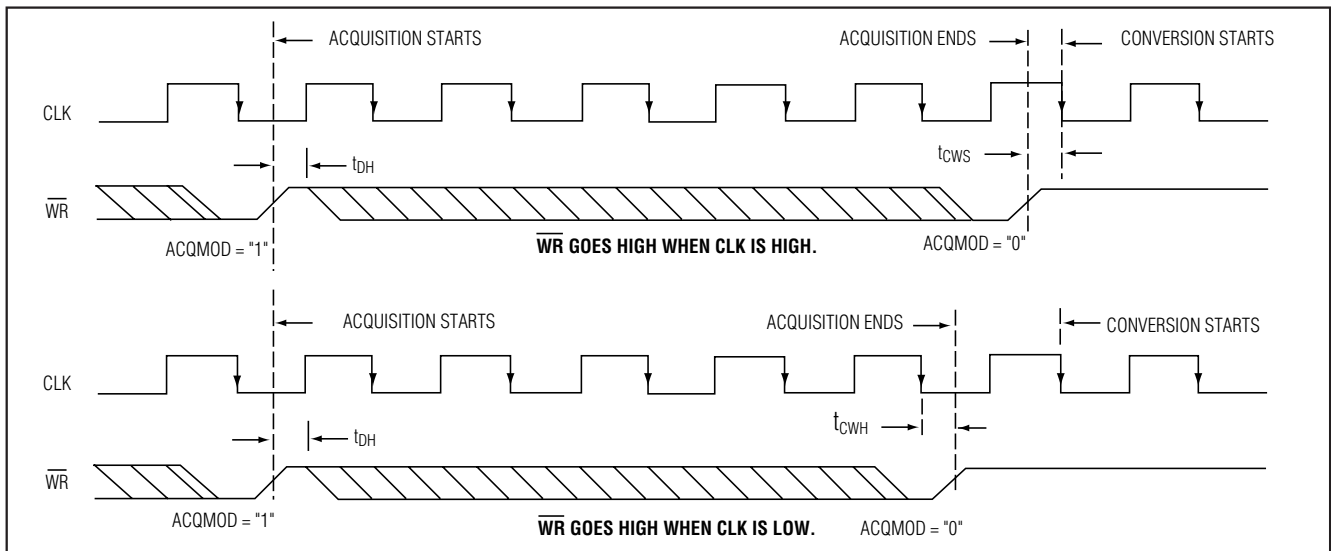 ACQUISITION STARTS
ACQUISITION ENDS
CONVERSION STARTS
CLK
tCWS
tDH
WR
ACQMOD = "1"
WR GOES HIGH WHEN CLK IS HIGH.
ACQMOD = "0"
ACQUISITION STARTS
ACQUISITION ENDS
CONVERSION STARTS
CLK
tCWH
tDH
WR
ACQMOD = "1"
WR GOES HIGH WHEN CLK IS LOW.
ACQMOD = "0"